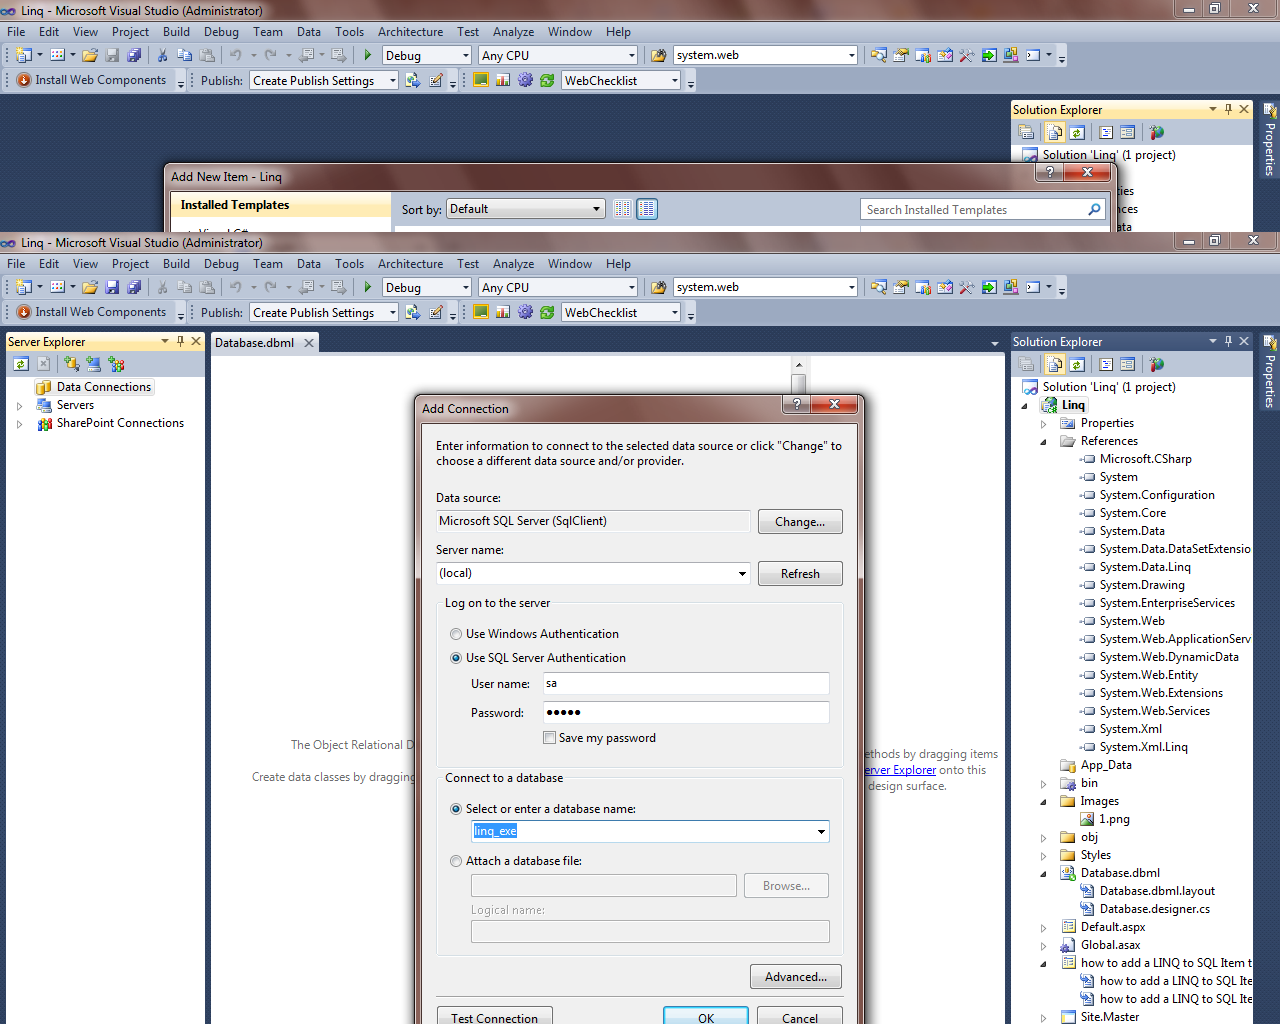 Linq - Microsoft Visual Studio (Administrator)
File Edit View Project Build Debug Team Data Tools Architecture Test Analyze Window Help
Debug Any CPU system.web
Install Web Components Publish: Create Publish Settings WebChecklist
Solution Explorer
Properties
Solution 'Linq' (1 project)
Add New Item - Linq
Installed Templates
Sort by: Default
Search Installed Templates
Linq - Microsoft Visual Studio (Administrator)
File Edit View Project Build Debug Team Data Tools Architecture Test Analyze Window Help
Debug Any CPU system.web
Install Web Components Publish: Create Publish Settings WebChecklist
Server Explorer
Data Connections
Servers
SharePoint Connections
Database.dbml
The Object Relational D
Create data classes by dragging
ethods by dragging items
erver Explorer onto this
design surface.
Add Connection
Enter information to connect to the selected data source or click "Change" to
choose a different data source and/or provider.
Data source:
Microsoft SQL Server (SqlClient)
Change...
Server name:
(local)
Refresh
Log on to the server
Use Windows Authentication
Use SQL Server Authentication
User name: sa
Password: ●●●●●
Save my password
Connect to a database
Select or enter a database name:
linq_exe
Attach a database file:
Browse...
Logical name:
Advanced...
Test Connection OK Cancel
Solution Explorer
Properties
Solution 'Linq' (1 project)
Linq
Properties
References
Microsoft.CSharp
System
System.Configuration
System.Core
System.Data
System.Data.DataSetExtensio
System.Data.Linq
System.Drawing
System.EnterpriseServices
System.Web
System.Web.ApplicationServ
System.Web.DynamicData
System.Web.Entity
System.Web.Extensions
System.Web.Services
System.Xml
System.Xml.Linq
App_Data
bin
Images
1.png
obj
Styles
Database.dbml
Database.dbml.layout
Database.designer.cs
Default.aspx
Global.asax
how to add a LINQ to SQL Item t
how to add a LINQ to SQL Ite
how to add a LINQ to SQL Ite
Site.Master